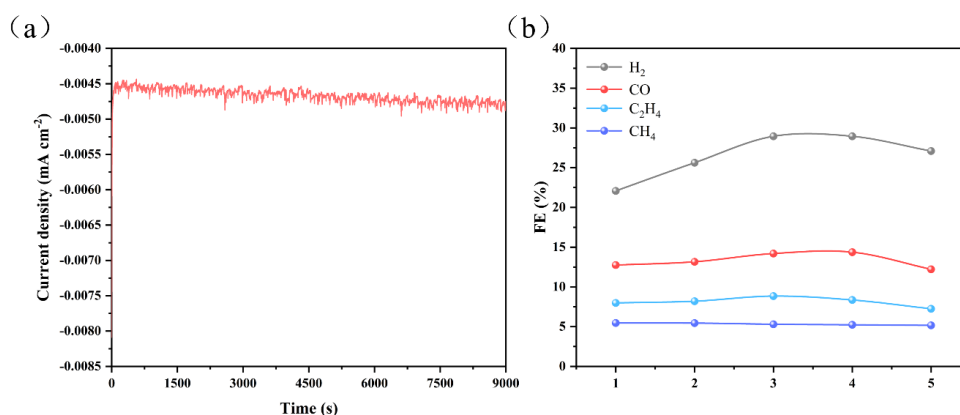 (a)
-0.0040
-0.0045
-0.0050
-0.0055
-0.0060
-0.0065
-0.0070
-0.0075
-0.0080
-0.0085
Current density (mA cm⁻²)
0 1500 3000 4500 6000 7500 9000
Time (s)
(b)
40
35
30
25
20
15
10
5
0
FE (%)
H₂
CO
C₂H₄
CH₄
1 2 3 4 5